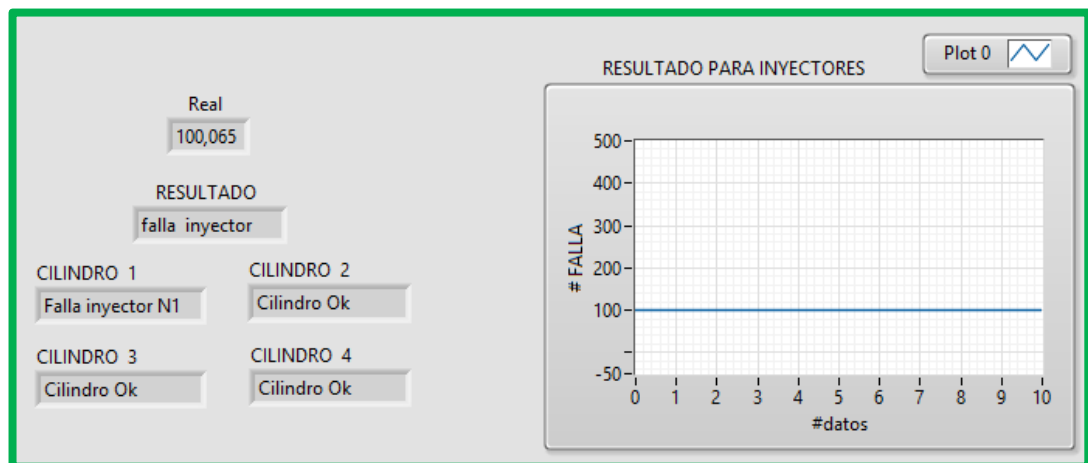 Real
100,065
RESULTADO
falla inyector
CILINDRO 1
Falla inyector N1
CILINDRO 2
Cilindro Ok
CILINDRO 3
Cilindro Ok
CILINDRO 4
Cilindro Ok
RESULTADO PARA INYECTORES
Plot 0
# FALLA
500
400
300
200
100
-50
0 1 2 3 4 5 6 7 8 9 10
#datos